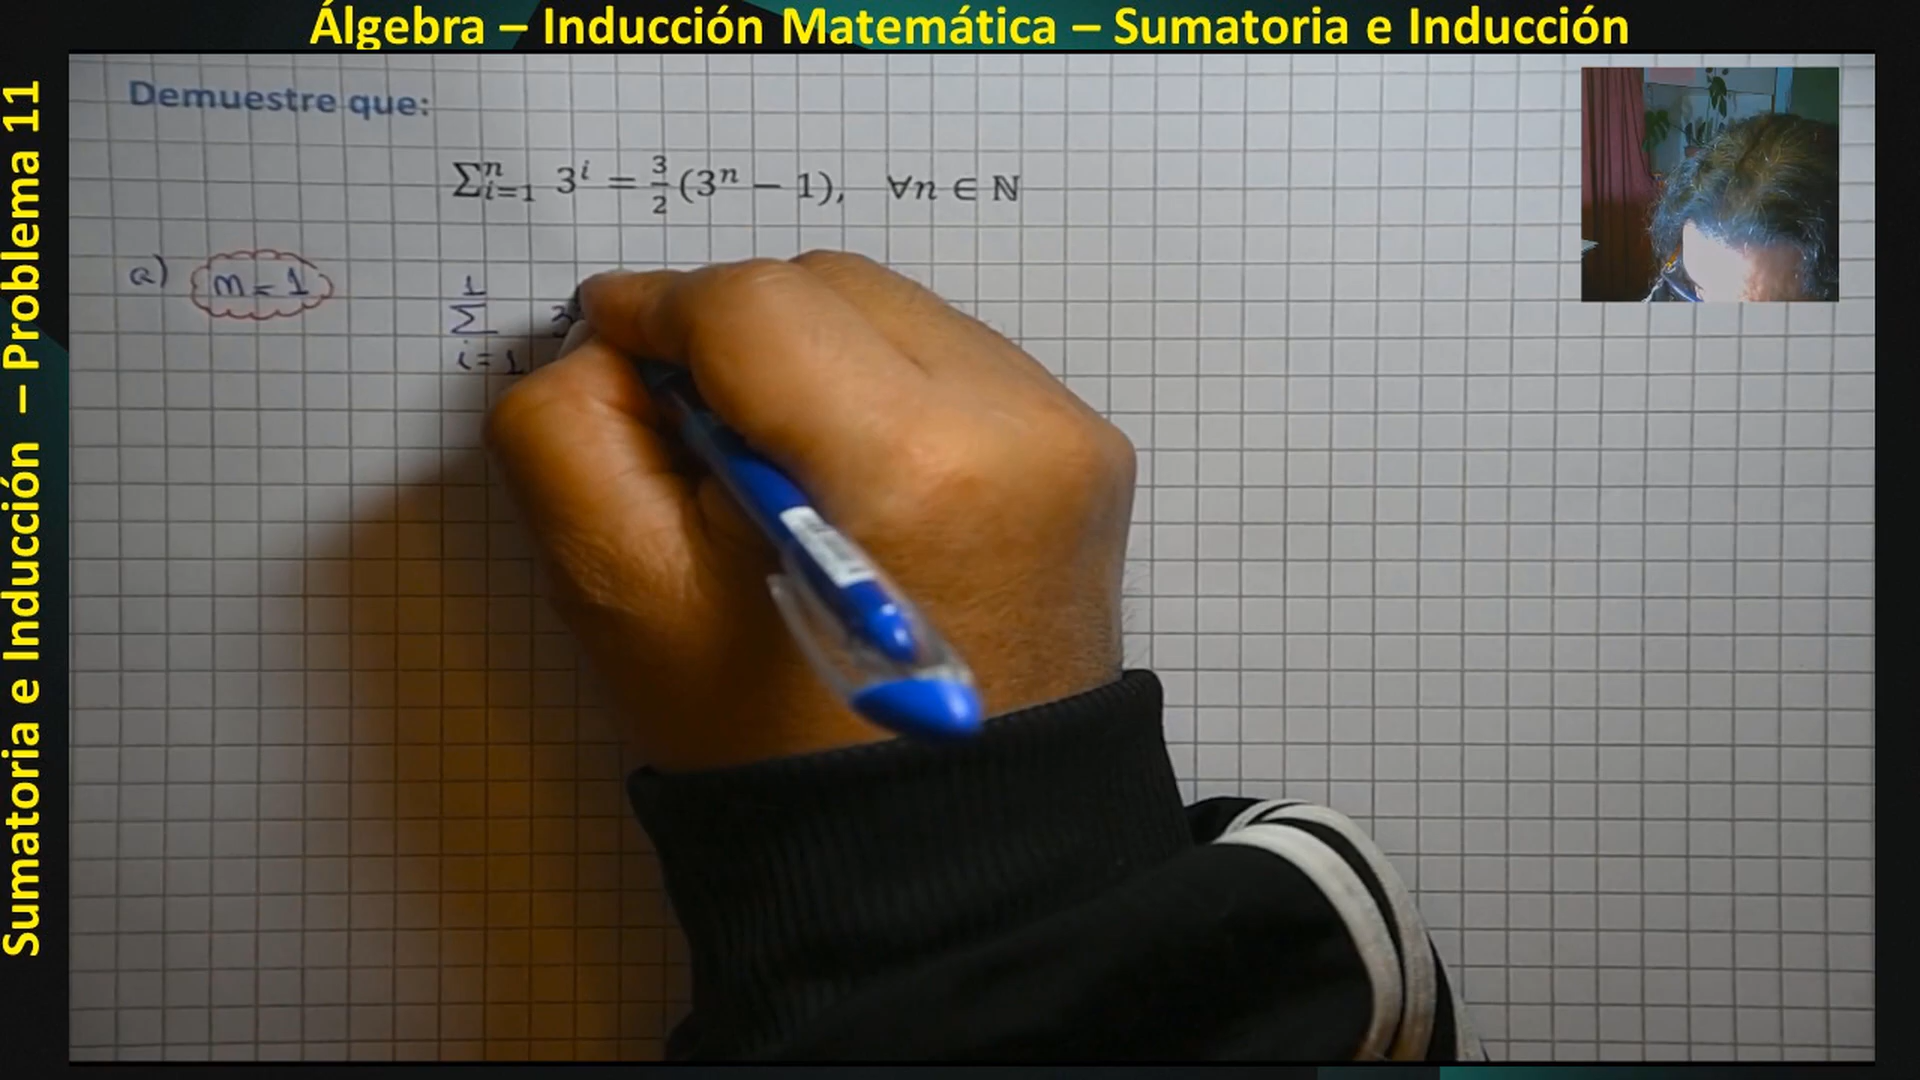 Álgebra – Inducción Matemática – Sumatoria e Inducción
Sumatoria e Inducción – Problema 11
Demuestre que:
∑ⁿᵢ₌₁ 3ⁱ = 3/2 (3ⁿ − 1), ∀n ∈ ℕ
a) n = 1
1
∑ 3
i = 1